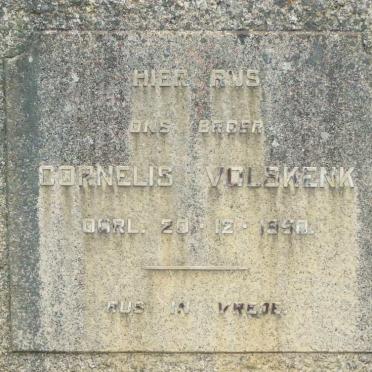 HIER RUS
ONS BROER
CORNELIS VOLSKENK
OORL. 20-12-1950.
RUS IN VREDE.